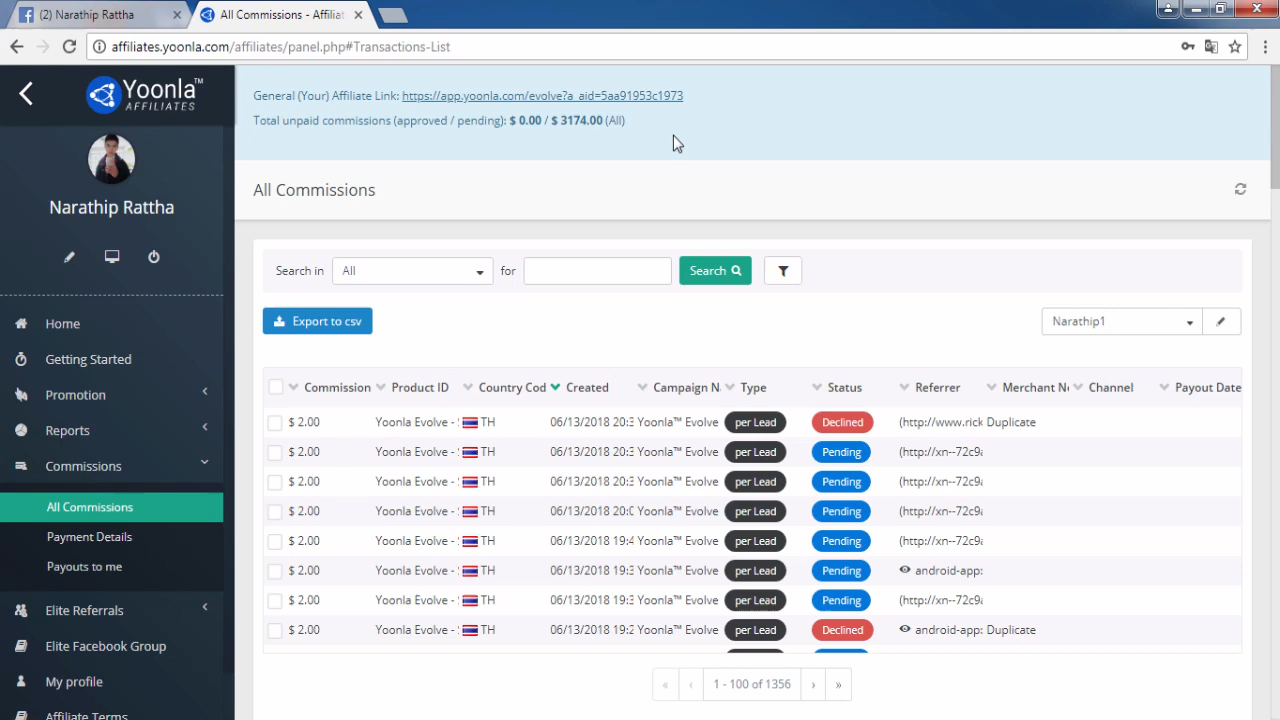 (2) Narathip Rattha
All Commissions - Affiliat
affiliates.yoonla.com/affiliates/panel.php#Transactions-List
Yoonla™
AFFILIATES
General (Your) Affiliate Link: https://app.yoonla.com/evolve?a_aid=5aa91953c1973
Total unpaid commissions (approved / pending): $ 0.00 / $ 3174.00 (All)
Narathip Rattha
Home
Getting Started
Promotion
Reports
Commissions
All Commissions
Payment Details
Payouts to me
Elite Referrals
Elite Facebook Group
My profile
Affiliate Terms
All Commissions
Search in All for Search
Export to csv
Narathip1
Commission Product ID Country Cod Created Campaign N. Type Status Referrer Merchant No Channel Payout Date
$ 2.00 Yoonla Evolve - TH 06/13/2018 20:3 Yoonla™ Evolve per Lead Declined (http://www.rick Duplicate
$ 2.00 Yoonla Evolve - TH 06/13/2018 20: Yoonla™ Evolve per Lead Pending (http://xn--72c9a
$ 2.00 Yoonla Evolve - TH 06/13/2018 20: Yoonla™ Evolve per Lead Pending (http://xn--72c9a
$ 2.00 Yoonla Evolve - TH 06/13/2018 20:0 Yoonla™ Evolve per Lead Pending (http://xn--72c9a
$ 2.00 Yoonla Evolve - TH 06/13/2018 19:4 Yoonla™ Evolve per Lead Pending (http://xn--72c9a
$ 2.00 Yoonla Evolve - TH 06/13/2018 19:3 Yoonla™ Evolve per Lead Pending android-app:
$ 2.00 Yoonla Evolve - TH 06/13/2018 19:3 Yoonla™ Evolve per Lead Pending (http://xn--72c9a
$ 2.00 Yoonla Evolve - TH 06/13/2018 19:2 Yoonla™ Evolve per Lead Declined android-app: Duplicate
« ‹ 1 - 100 of 1356 › »